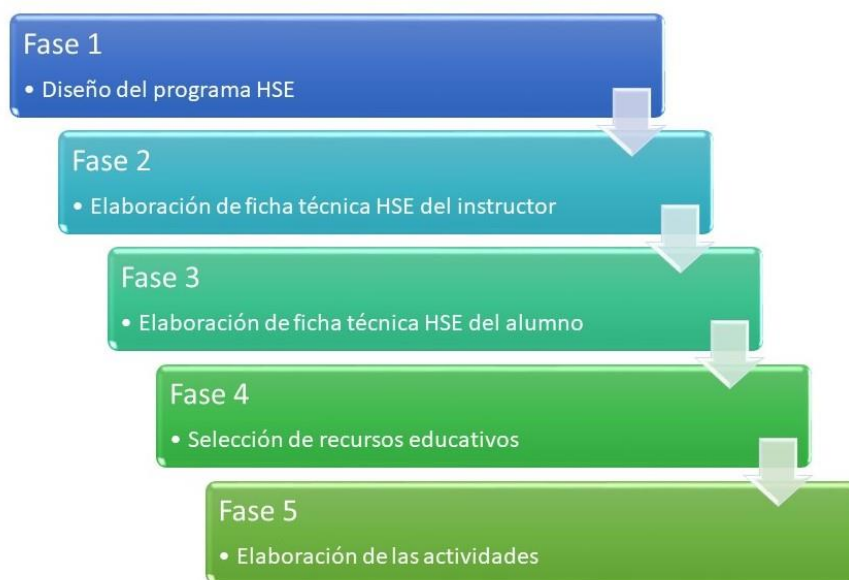 Fase 1
• Diseño del programa HSE
Fase 2
• Elaboración de ficha técnica HSE del instructor
Fase 3
• Elaboración de ficha técnica HSE del alumno
Fase 4
• Selección de recursos educativos
Fase 5
• Elaboración de las actividades